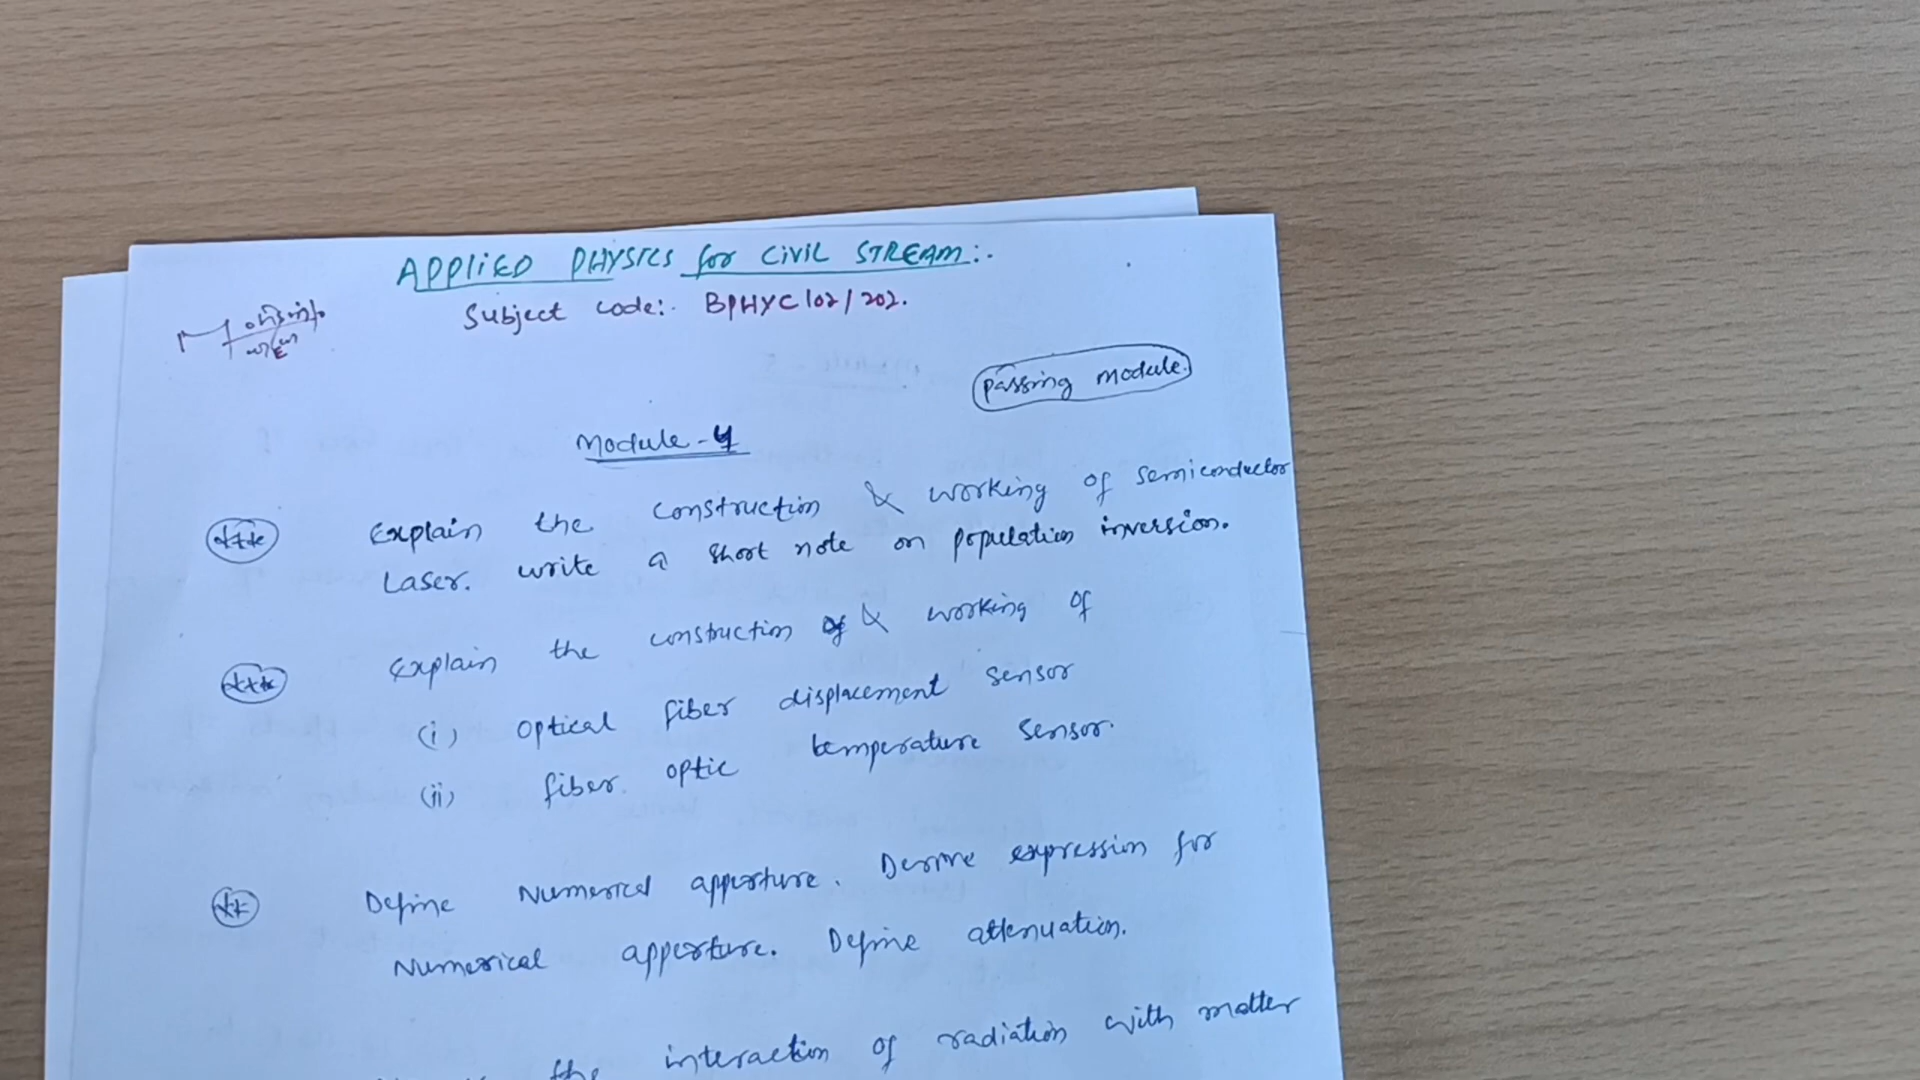 APPLIED PHYSICS for CIVIL STREAM:-
Subject code:- BPHYC102/202.
passing module.
Module-4
*** Explain the construction & working of semiconductor
Laser. write a short note on population inversion.
*** Explain the construction & working of
(i) optical fiber displacement sensor
(ii) fiber optic temperature sensor.
** Define Numerical apperture. Derive expression for
Numerical apperture. Define attenuation.
the interaction of radiation with matter